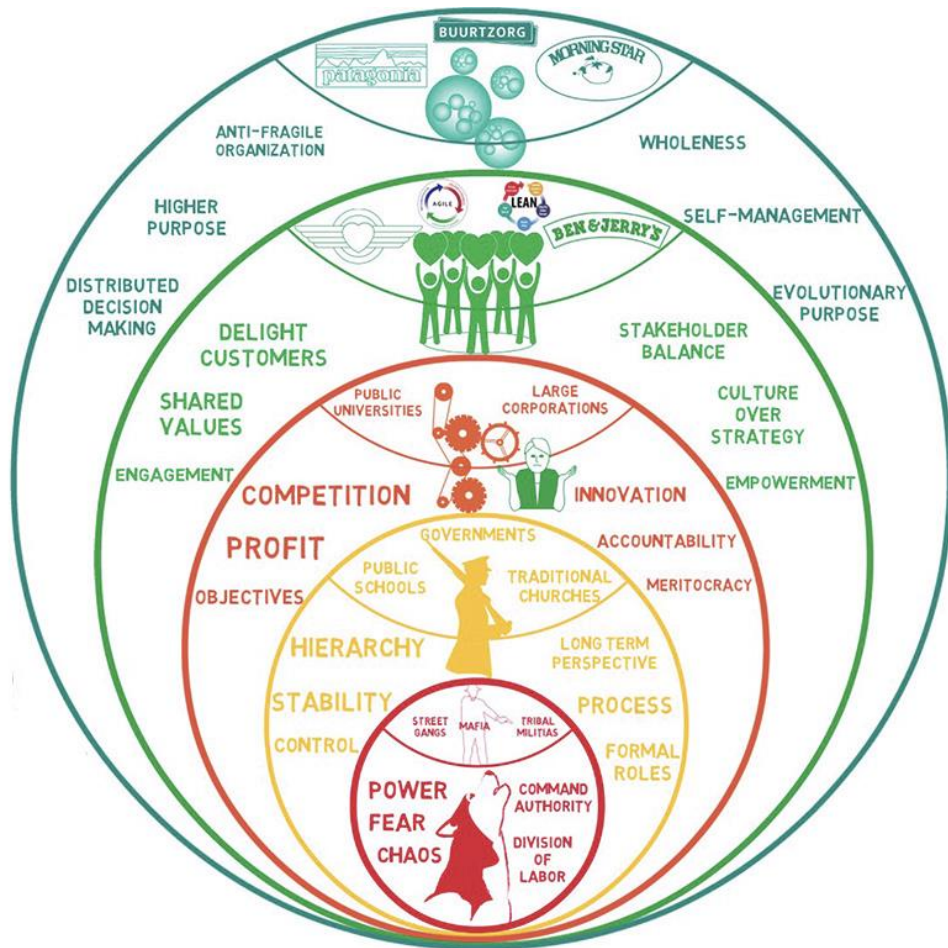 BUURTZORG
patagonia
MORNING STAR
ANTI-FRAGILE
ORGANIZATION
WHOLENESS
HIGHER
PURPOSE
SELF-MANAGEMENT
DISTRIBUTED
DECISION
MAKING
EVOLUTIONARY
PURPOSE
AGILE
LEAN
BEN & JERRY'S
DELIGHT
CUSTOMERS
STAKEHOLDER
BALANCE
SHARED
VALUES
CULTURE
OVER
STRATEGY
ENGAGEMENT
EMPOWERMENT
PUBLIC
UNIVERSITIES
LARGE
CORPORATIONS
COMPETITION
INNOVATION
PROFIT
ACCOUNTABILITY
OBJECTIVES
MERITOCRACY
GOVERNMENTS
PUBLIC
SCHOOLS
TRADITIONAL
CHURCHES
HIERARCHY
LONG TERM
PERSPECTIVE
STABILITY
PROCESS
CONTROL
FORMAL
ROLES
STREET
GANGS
MAFIA
TRIBAL
MILITIAS
POWER
FEAR
CHAOS
COMMAND
AUTHORITY
DIVISION
OF
LABOR